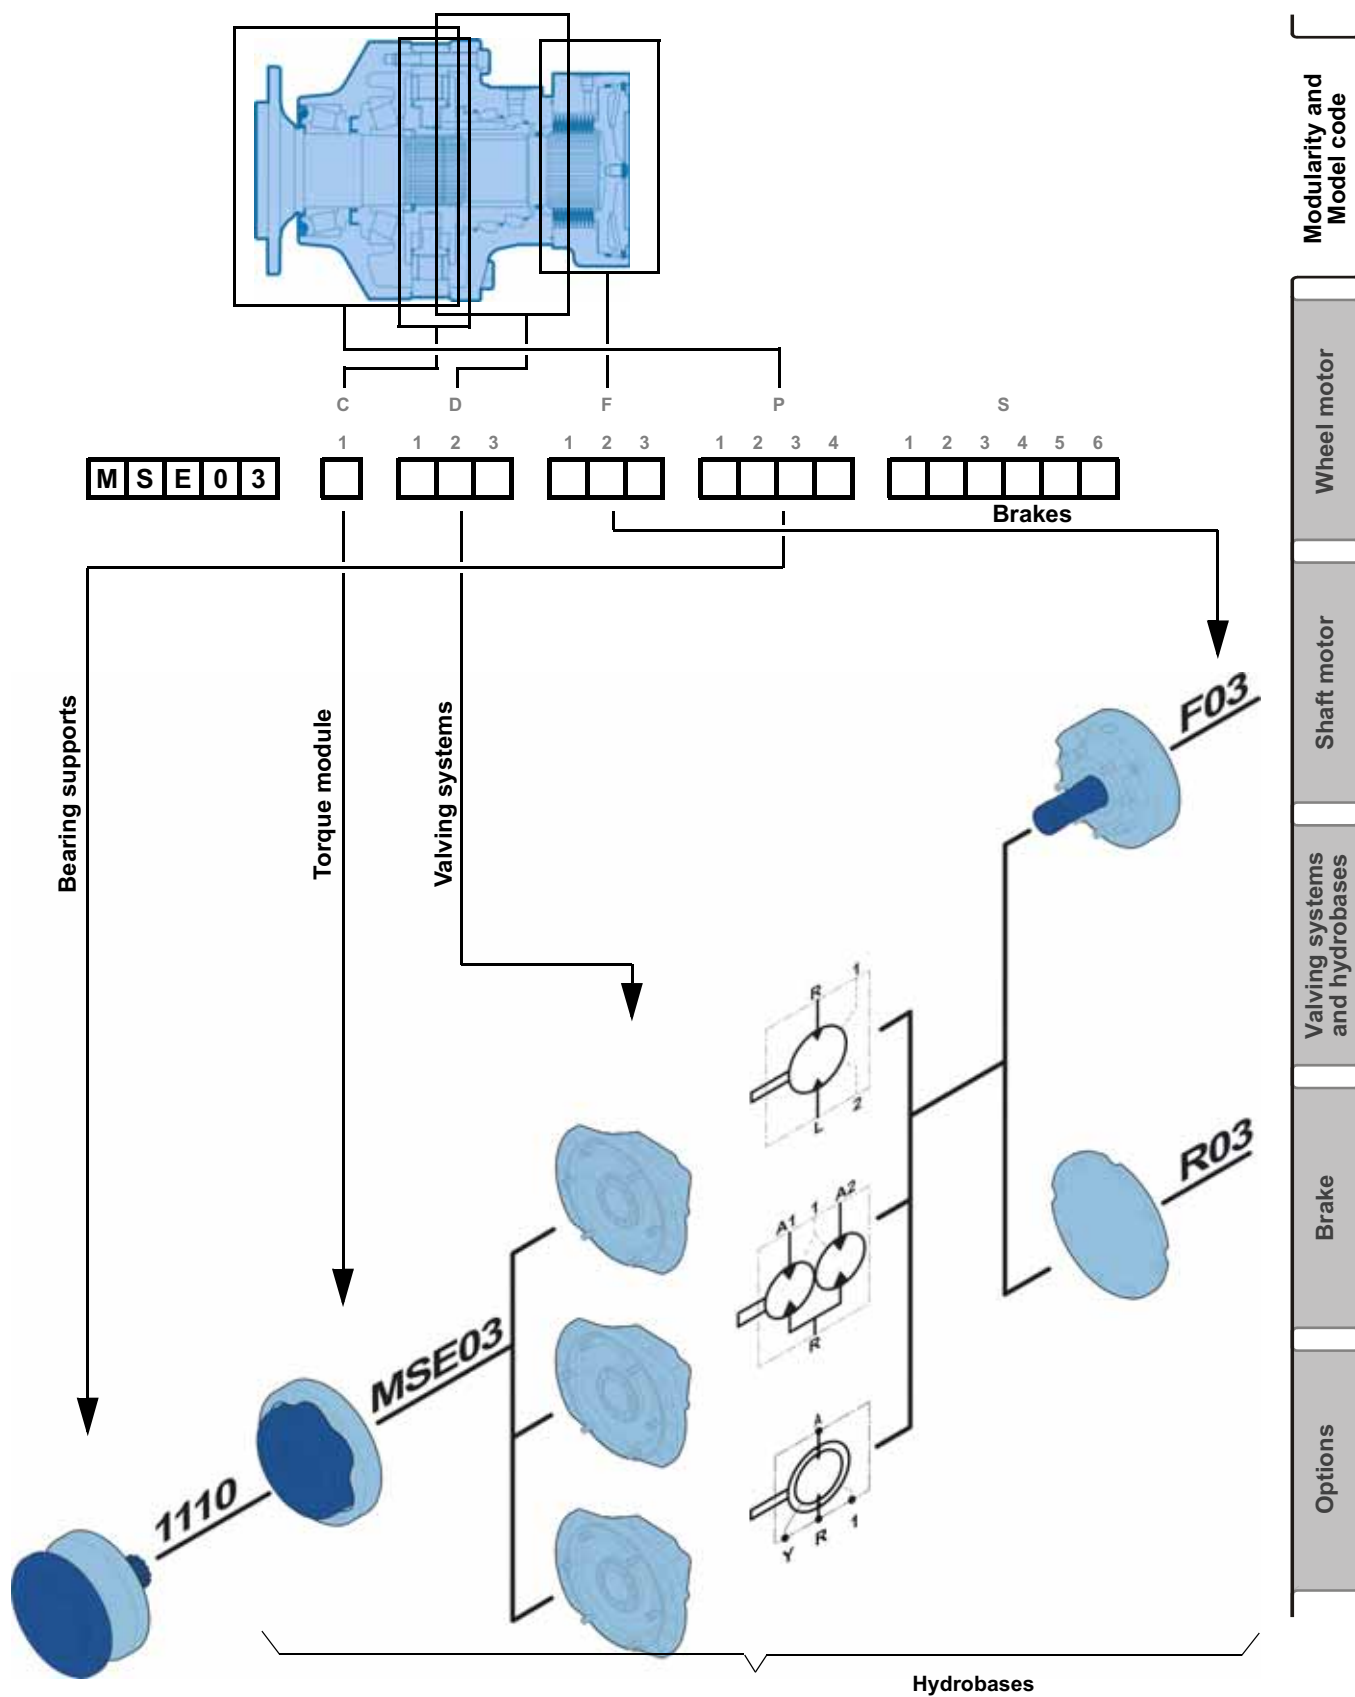 Modularity and
Model code
Wheel motor
Shaft motor
Valving systems
and hydrobases
Brake
Options
C D F P S
1 1 2 3 1 2 3 1 2 3 4 1 2 3 4 5 6
M S E 0 3
Brakes
Bearing supports
Torque module
Valving systems
F03
R 1
L 2
R03
A1 1 A2
R
MSE03
A
Y R 1
1110
Hydrobases